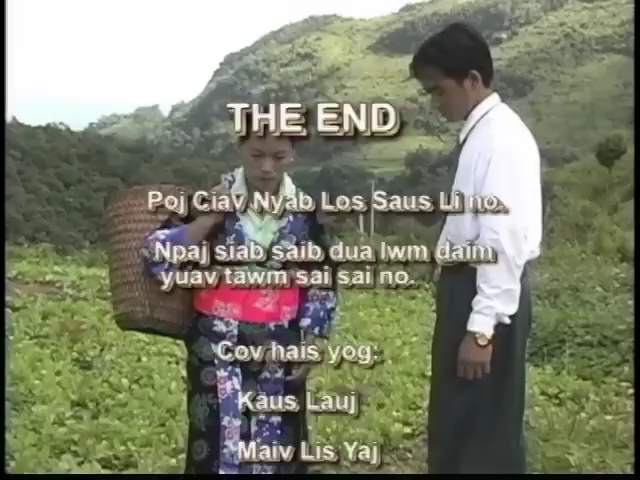 THE END
Poj Ciav Nyab Los Saus Li no.
Npaj siab saib dua lwm daim
yuav tawm sai sai no.
Cov hais yog:
Kaus Lauj
Maiv Lis Yaj